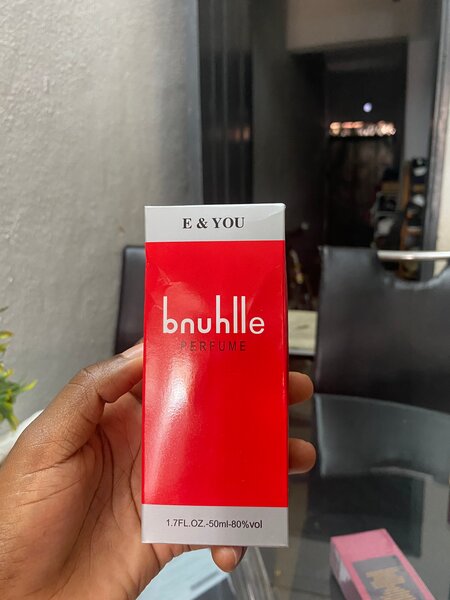 E & YOU
bnuhlle
PERFUME
1.7FL.OZ.-50ml-80%vol